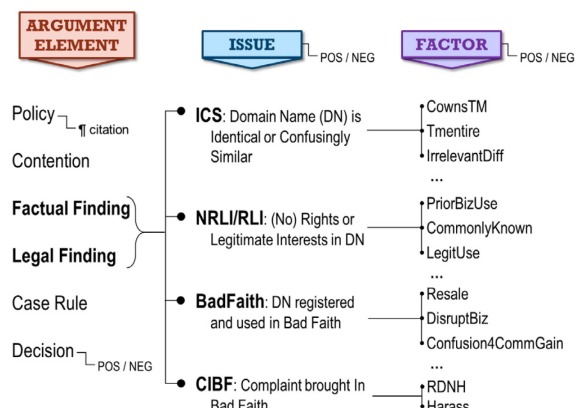 ARGUMENT
ELEMENT
ISSUE
POS / NEG
FACTOR
POS / NEG
Policy
¶ citation
Contention
Factual Finding
Legal Finding
Case Rule
Decision
POS / NEG
ICS: Domain Name (DN) is
Identical or Confusingly
Similar
NRLI/RLI: (No) Rights or
Legitimate Interests in DN
BadFaith: DN registered
and used in Bad Faith
CIBF: Complaint brought In
Bad Faith
CownsTM
Tmentire
IrrelevantDiff
...
PriorBizUse
CommonlyKnown
LegitUse
...
Resale
DisruptBiz
Confusion4CommGain
...
RDNH
Harass